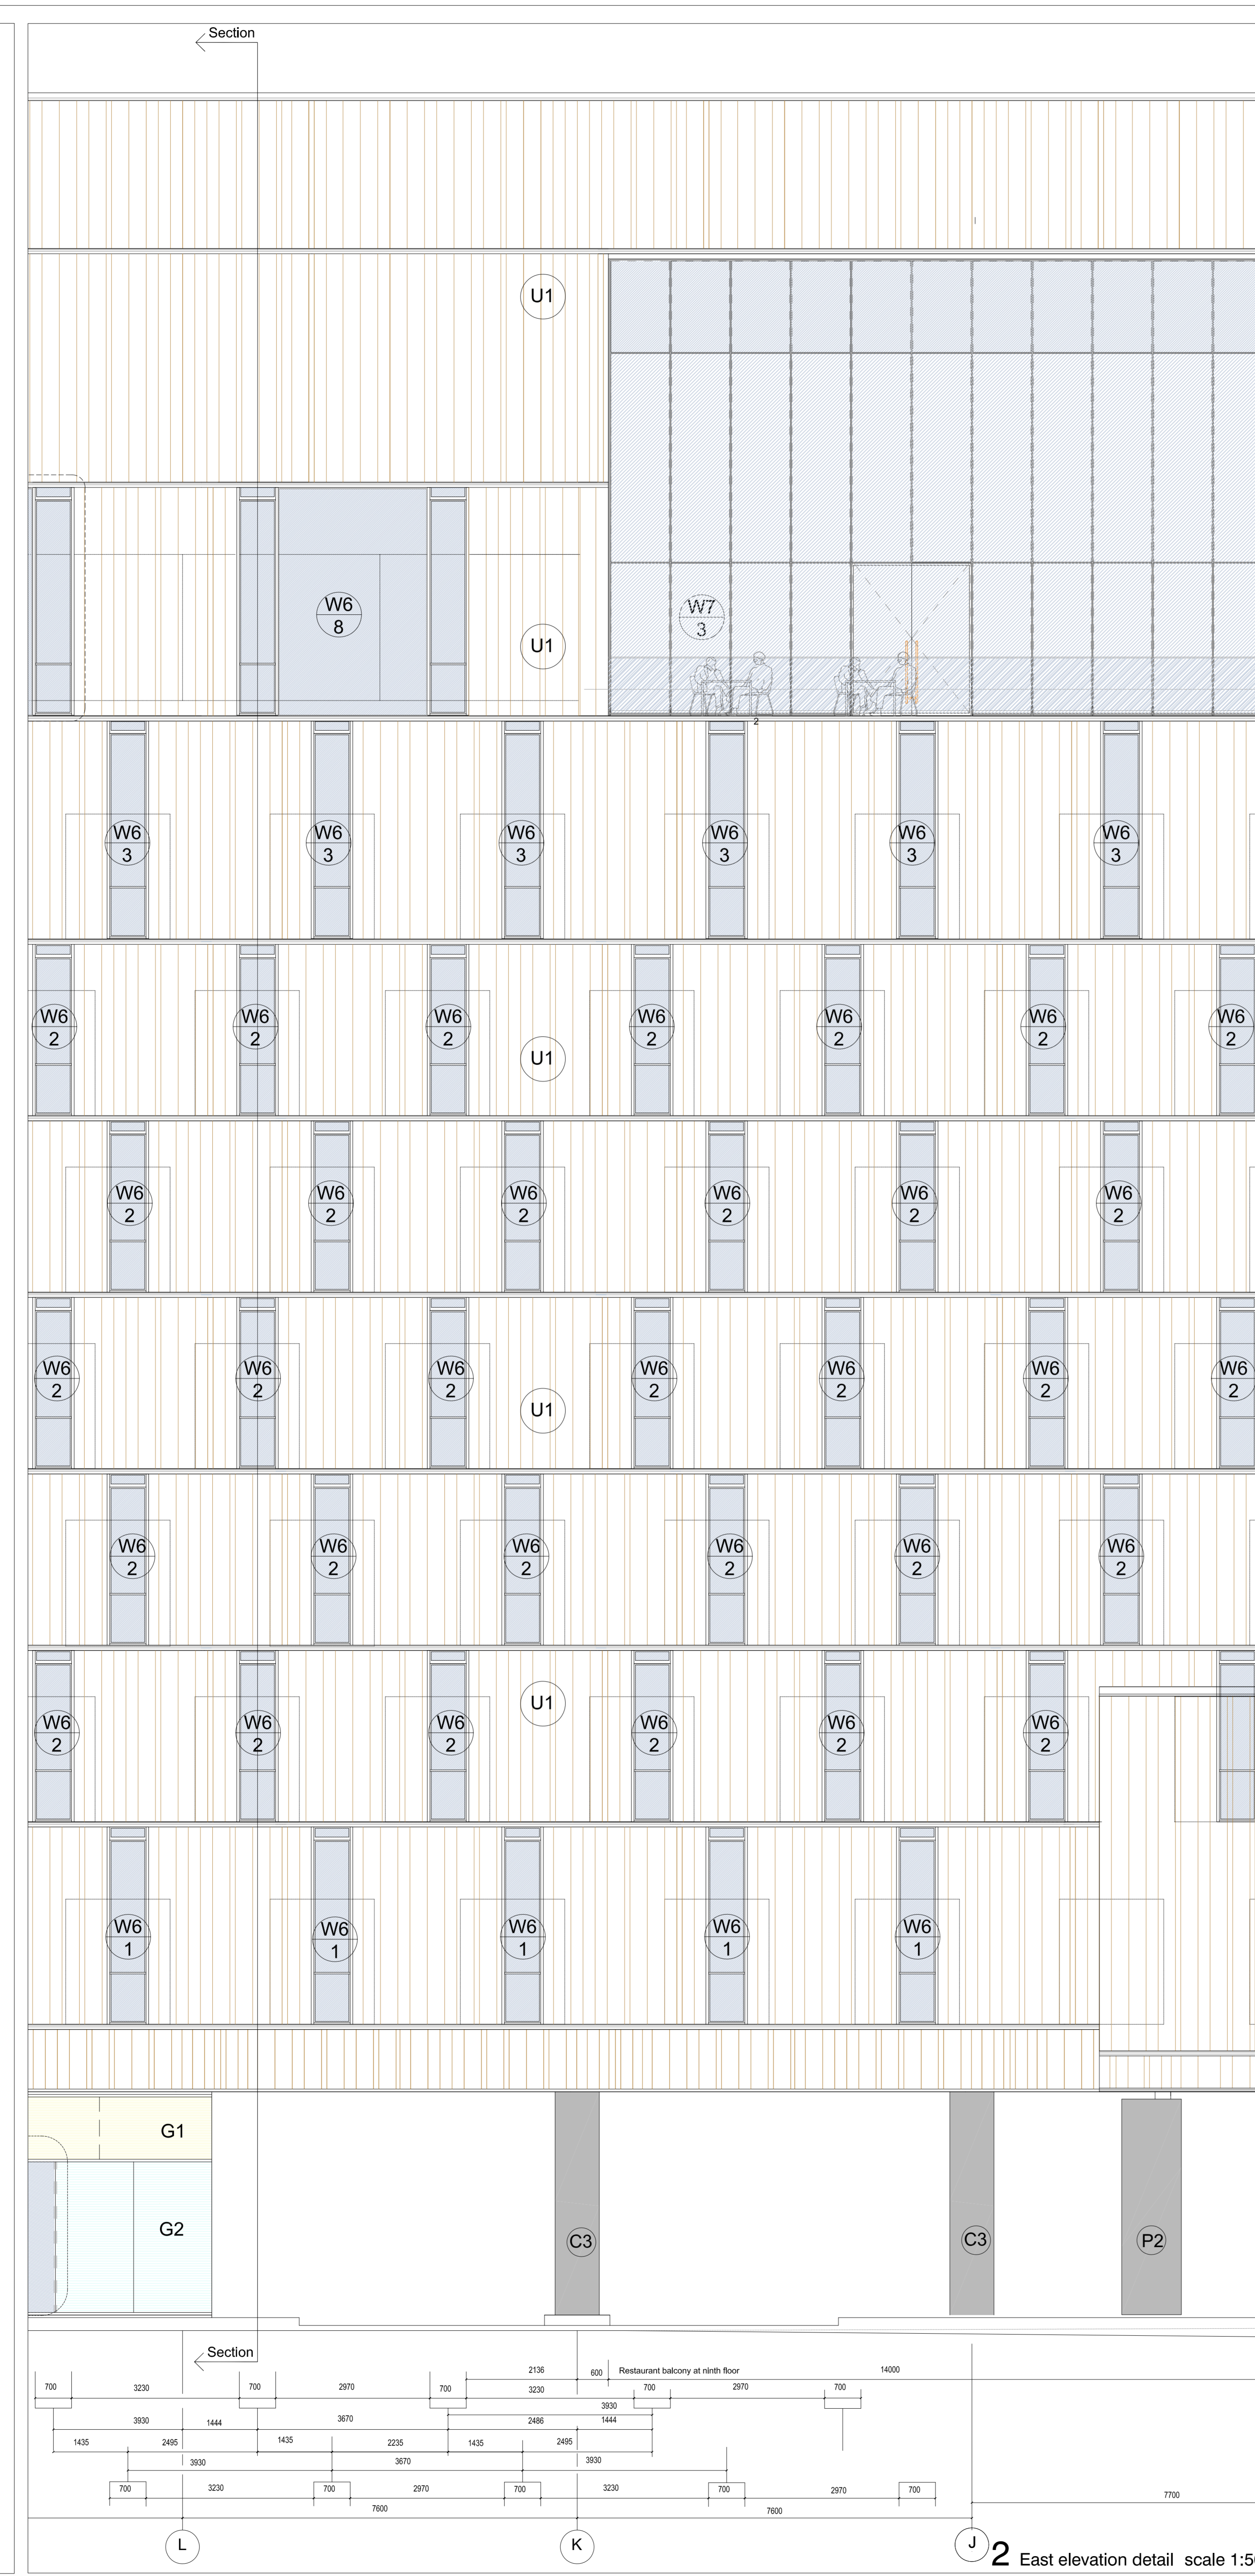 Section
U1
W6
8
W7
3
U1
2
W6 W6 W6 W6 W6 W6
3 3 3 3 3 3
W6 W6 W6 W6 W6 W6 W6
2 2 2 2 2 2 2
U1
W6 W6 W6 W6 W6 W6
2 2 2 2 2 2
W6 W6 W6 W6 W6 W6 W6
2 2 2 2 2 2 2
U1
W6 W6 W6 W6 W6 W6
2 2 2 2 2 2
U1
W6 W6 W6 W6 W6 W6
2 2 2 2 2 2
W6 W6 W6 W6 W6
1 1 1 1 1
G1
G2
C3 C3 P2
Section
2136 600 Restaurant balcony at ninth floor 14000
700 3230 700 2970 700 3230 700 2970 700
3930
3930 1444 3670 2486 1444
1435 2495 1435 2235 1435 2495
3930 3670 3930
700 3230 700 2970 700 3230 700 2970 700
7700
7600 7600
L K J
2 East elevation detail scale 1:5